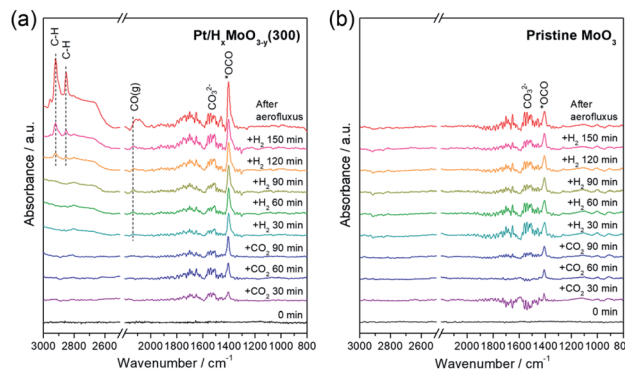 (a)
C-H
C-H
CO(g)
CO₃²⁻
*OCO
Pt/HₓMoO₃₋ᵧ(300)
After
aerofluxus
+H₂ 150 min
+H₂ 120 min
+H₂ 90 min
+H₂ 60 min
+H₂ 30 min
+CO₂ 90 min
+CO₂ 60 min
+CO₂ 30 min
0 min
Absorbance / a.u.
3000 2800 2600 2000 1800 1600 1400 1200 1000 800
Wavenumber / cm⁻¹
(b)
Pristine MoO₃
CO₃²⁻
*OCO
After
aerofluxus
+H₂ 150 min
+H₂ 120 min
+H₂ 90 min
+H₂ 60 min
+H₂ 30 min
+CO₂ 90 min
+CO₂ 60 min
+CO₂ 30 min
0 min
Absorbance / a.u.
3000 2800 2600 2000 1800 1600 1400 1200 1000 800
Wavenumber / cm⁻¹